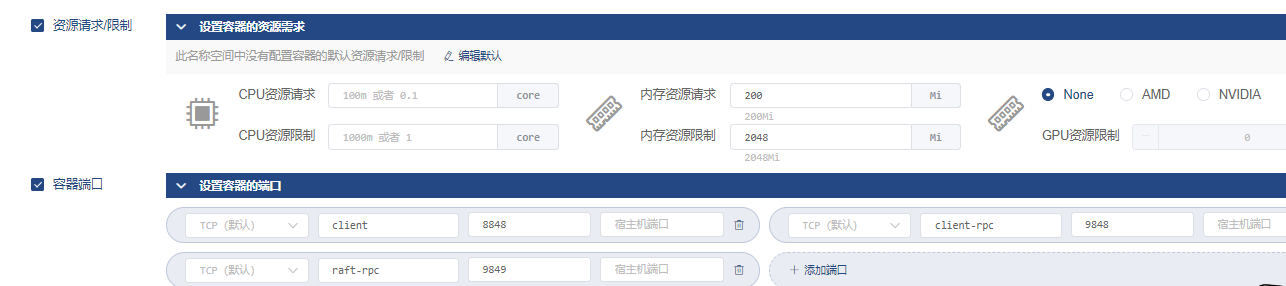 资源请求/限制
设置容器的资源需求
此名称空间中没有配置容器的默认资源请求/限制 编辑默认
CPU资源请求 100m 或者 0.1 core 内存资源请求 200 Mi None AMD NVIDIA
200Mi
CPU资源限制 1000m 或者 1 core 内存资源限制 2048 Mi GPU资源限制 0
2048Mi
容器端口
设置容器的端口
TCP (默认) client 8848 宿主机端口 TCP (默认) client-rpc 9848 宿主机端口
TCP (默认) raft-rpc 9849 宿主机端口 + 添加端口